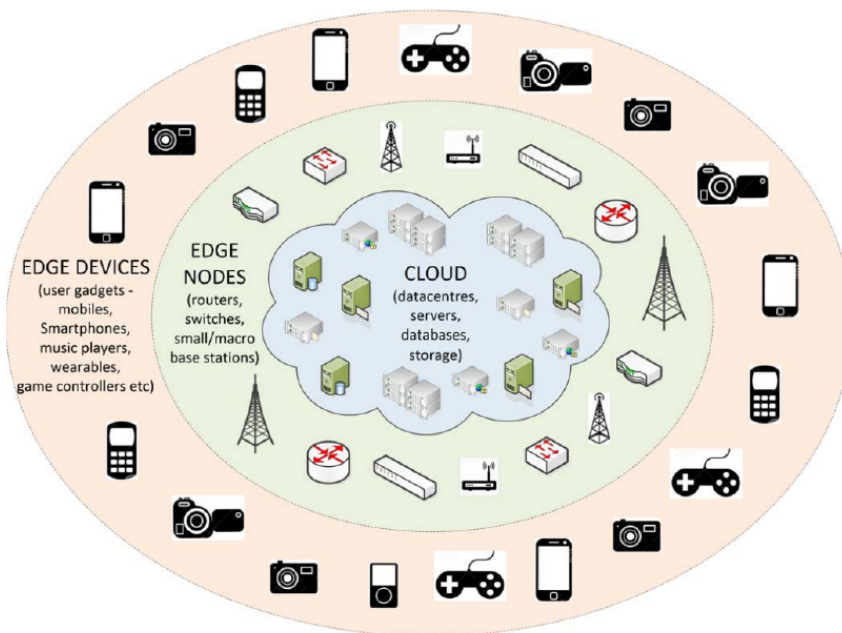 EDGE DEVICES
(user gadgets -
mobiles,
Smartphones,
music players,
wearables,
game controllers etc)
EDGE
NODES
(routers,
switches,
small/macro
base stations)
CLOUD
(datacentres,
servers,
databases,
storage)